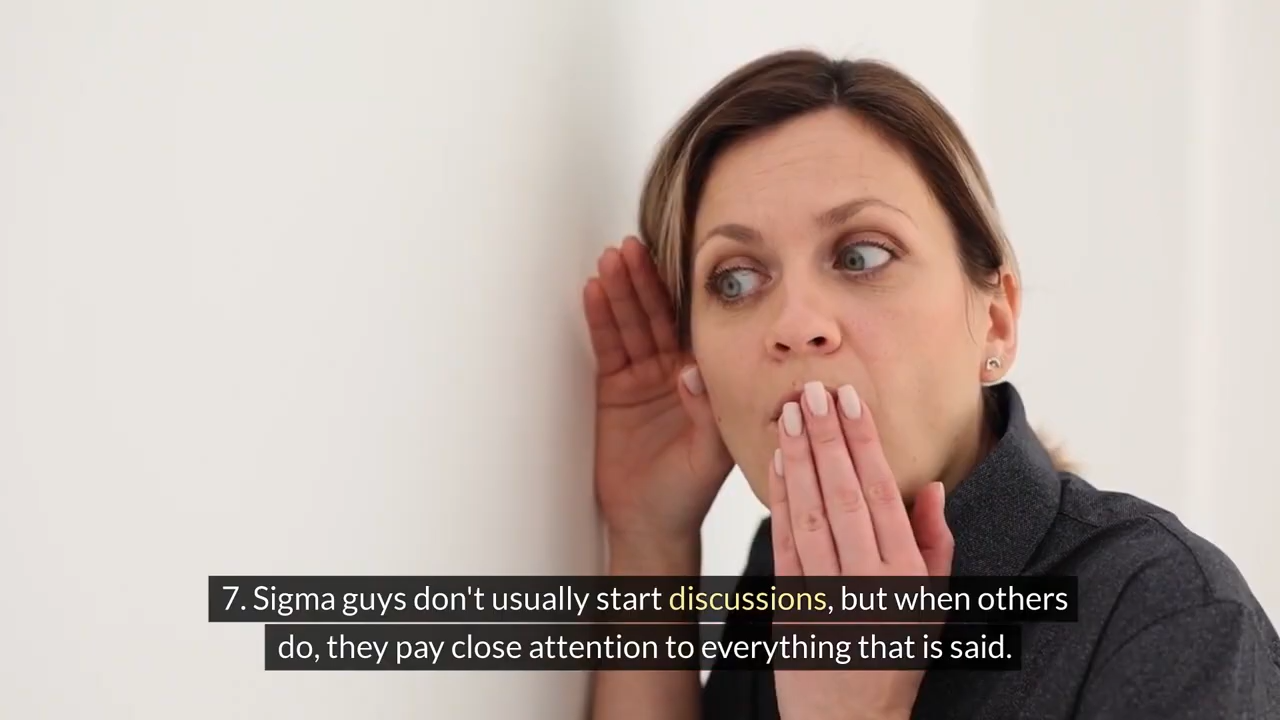 7. Sigma guys don't usually start discussions, but when others
do, they pay close attention to everything that is said.